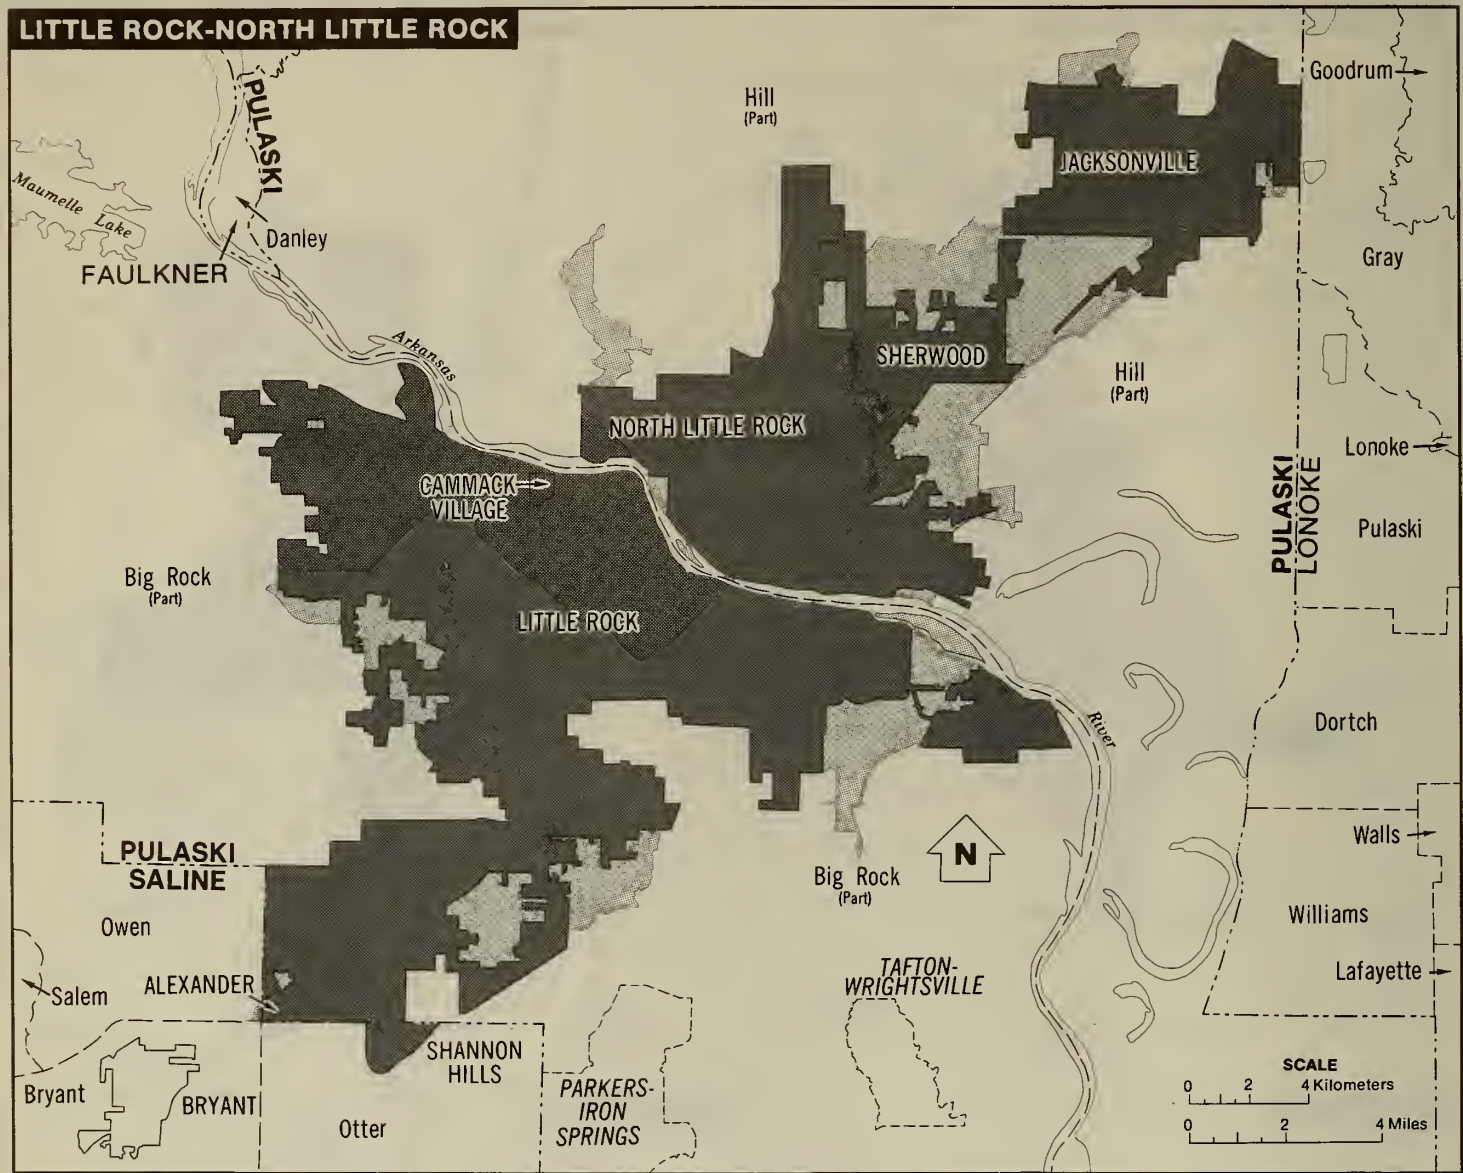 LITTLE ROCK-NORTH LITTLE ROCK
PULASKI
Hill
(Part)
Goodrum
JACKSONVILLE
Maumelle Lake
Danley
FAULKNER
Gray
Arkansas
SHERWOOD
Hill
(Part)
NORTH LITTLE ROCK
Lonoke
CAMMACK
VILLAGE
PULASKI
LONOKE
Pulaski
Big Rock
(Part)
LITTLE ROCK
River
Dortch
PULASKI
SALINE
N
Walls
Big Rock
(Part)
Owen
Williams
TAFTON-
WRIGHTSVILLE
Lafayette
ALEXANDER
Salem
SHANNON
HILLS
SCALE
0 2 4 Kilometers
Bryant
BRYANT
PARKERS-
IRON
SPRINGS
Otter
0 2 4 Miles